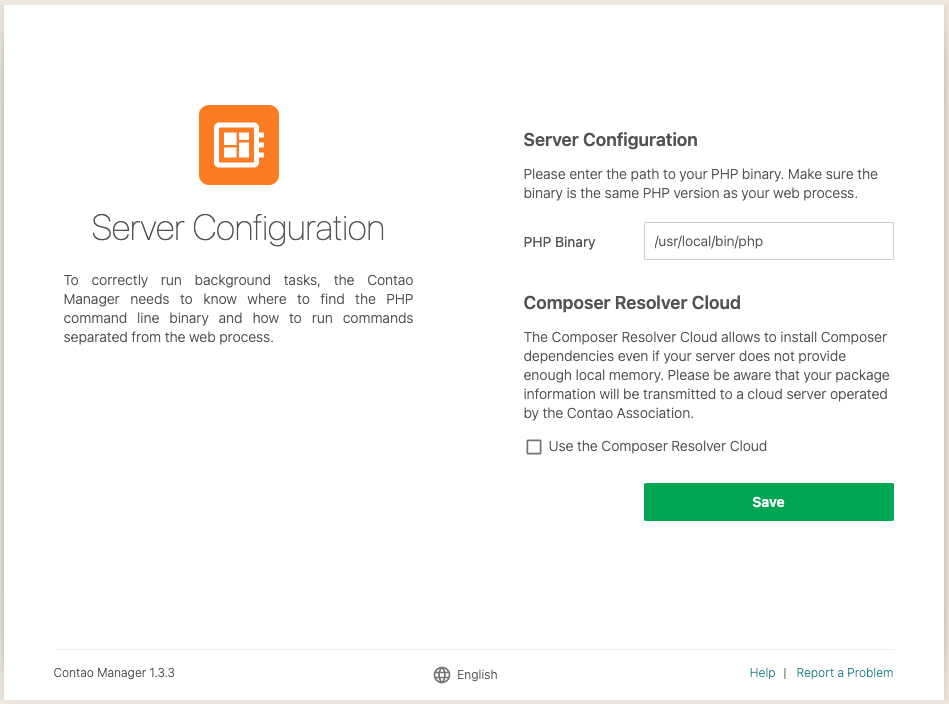 Server Configuration
To correctly run background tasks, the Contao
Manager needs to know where to find the PHP
command line binary and how to run commands
separated from the web process.
Server Configuration
Please enter the path to your PHP binary. Make sure the
binary is the same PHP version as your web process.
PHP Binary
/usr/local/bin/php
Composer Resolver Cloud
The Composer Resolver Cloud allows to install Composer
dependencies even if your server does not provide
enough local memory. Please be aware that your package
information will be transmitted to a cloud server operated
by the Contao Association.
Use the Composer Resolver Cloud
Save
Contao Manager 1.3.3
English
Help | Report a Problem